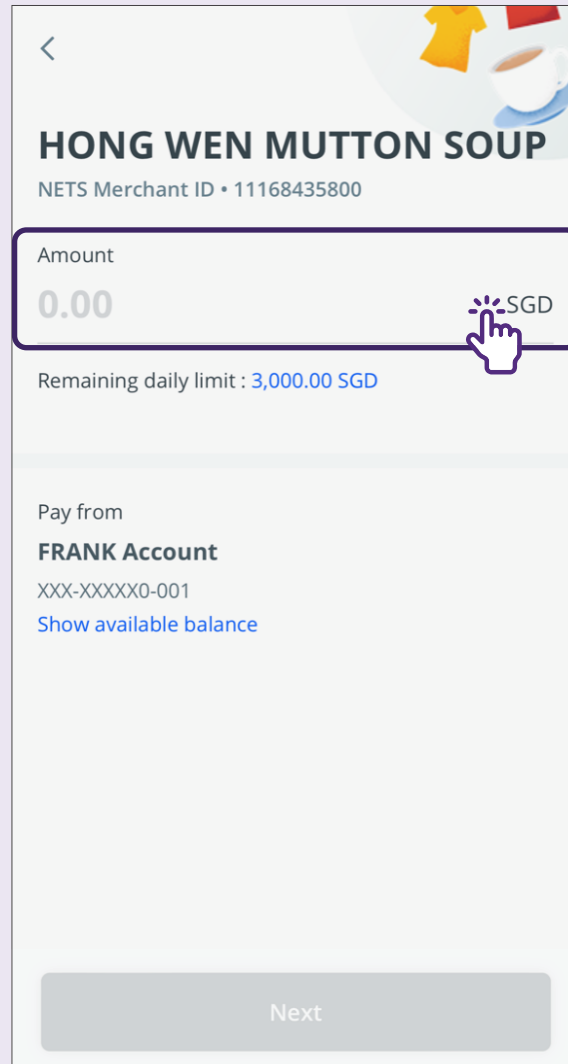 HONG WEN MUTTON SOUP
NETS Merchant ID • 11168435800
Amount
0.00 SGD
Remaining daily limit : 3,000.00 SGD
Pay from
FRANK Account
XXX-XXXXX0-001
Show available balance
Next